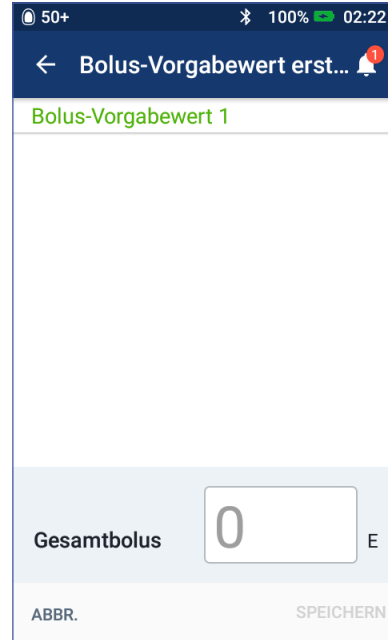 50+ 100% 02:22
Bolus-Vorgabewert erst... 1
Bolus-Vorgabewert 1
Gesamtbolus 0 E
ABBR. SPEICHERN